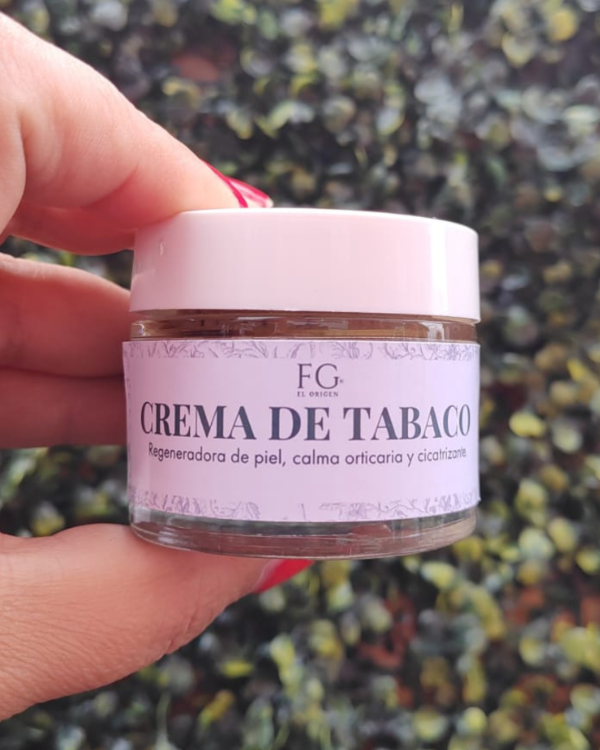 FG®
EL ORIGEN
CREMA DE TABACO
Regeneradora de piel, calma orticaria y cicatrizante.